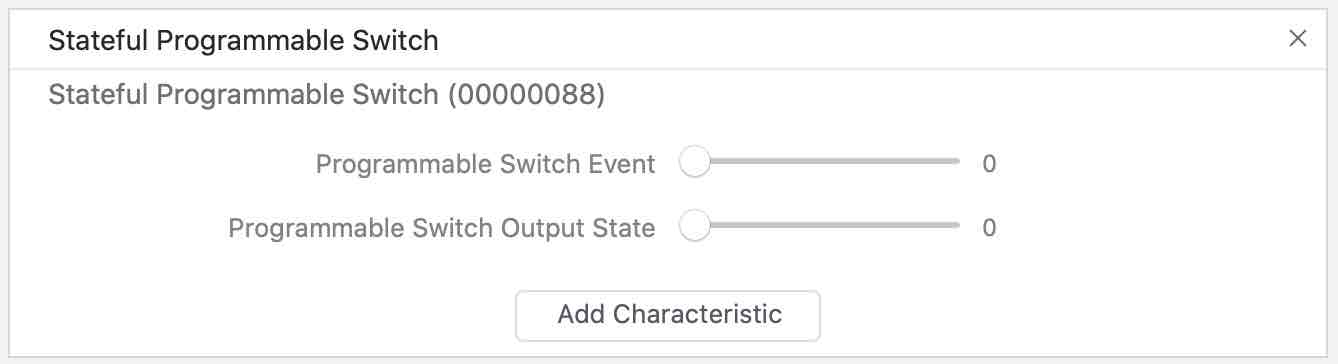 Stateful Programmable Switch
Stateful Programmable Switch (00000088)
Programmable Switch Event 0
Programmable Switch Output State 0
Add Characteristic